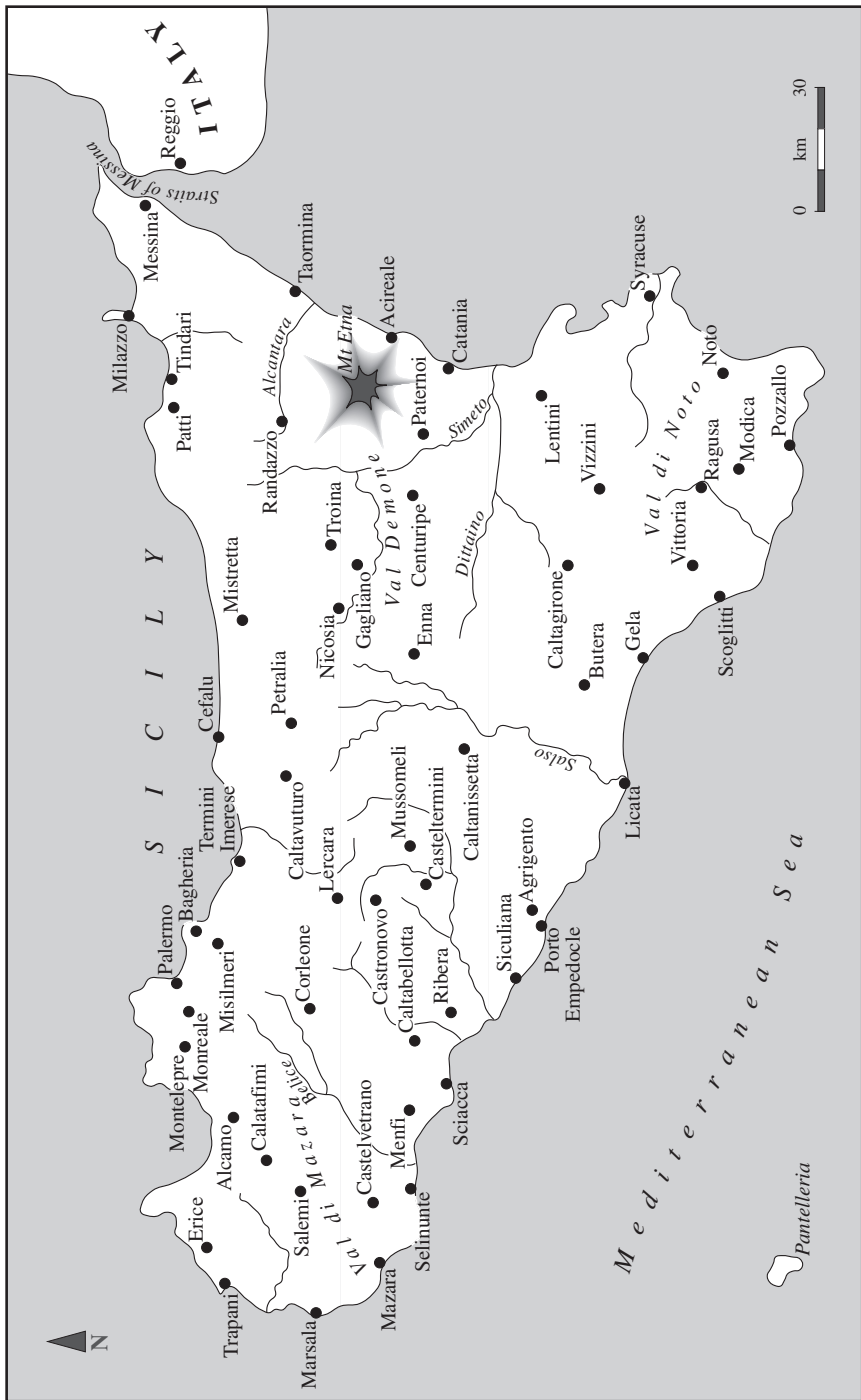 N
S I C I L Y
ITALY
Straits of Messina
Reggio
Messina
Milazzo
Tindari
Patti
Taormina
Alcantara
Randazzo
Mt Etna
Acireale
Paternoi
Catania
Simeto
Troina
Gagliano
Nicosia
Val Demone
Centuripe
Enna
Dittaino
Mistretta
Cefalu
Petralia
Termini
Imerese
Caltavuturo
Lercara
Mussomeli
Casteltermini
Caltanissetta
Salso
Palermo
Bagheria
Misilmeri
Monreale
Montelepre
Corleone
Castronovo
Caltabellotta
Ribera
Siculiana
Agrigento
Porto
Empedocle
Licata
Erice
Trapani
Alcamo
Calatafimi
Salemi
Val di Mazara
Belice
Castelvetrano
Menfi
Sciacca
Selinunte
Mazara
Marsala
Lentini
Vizzini
Caltagirone
Butera
Gela
Syracuse
Val di Noto
Noto
Ragusa
Modica
Pozzallo
Vittoria
Scoglitti
Mediterranean Sea
Pantelleria
0 km 30